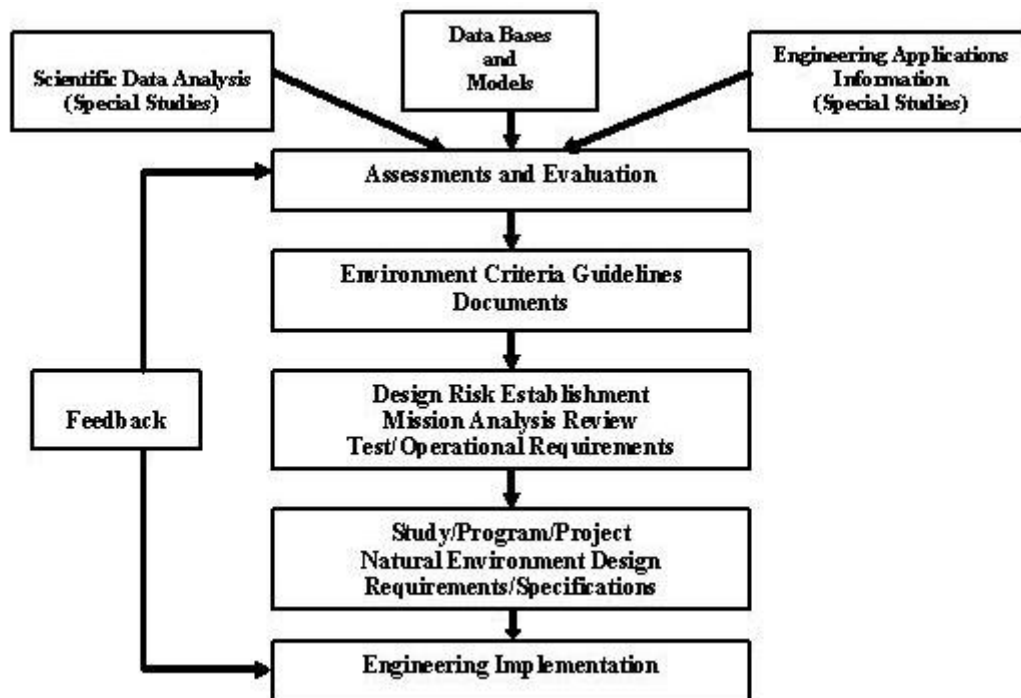 Scientific Data Analysis
(Special Studies)
Data Bases
and
Models
Engineering Applications
Information
(Special Studies)
Assessments and Evaluation
Environment Criteria Guidelines
Documents
Feedback
Design Risk Establishment
Mission Analysis Review
Test/Operational Requirements
Study/Program/Project
Natural Environment Design
Requirements/Specifications
Engineering Implementation